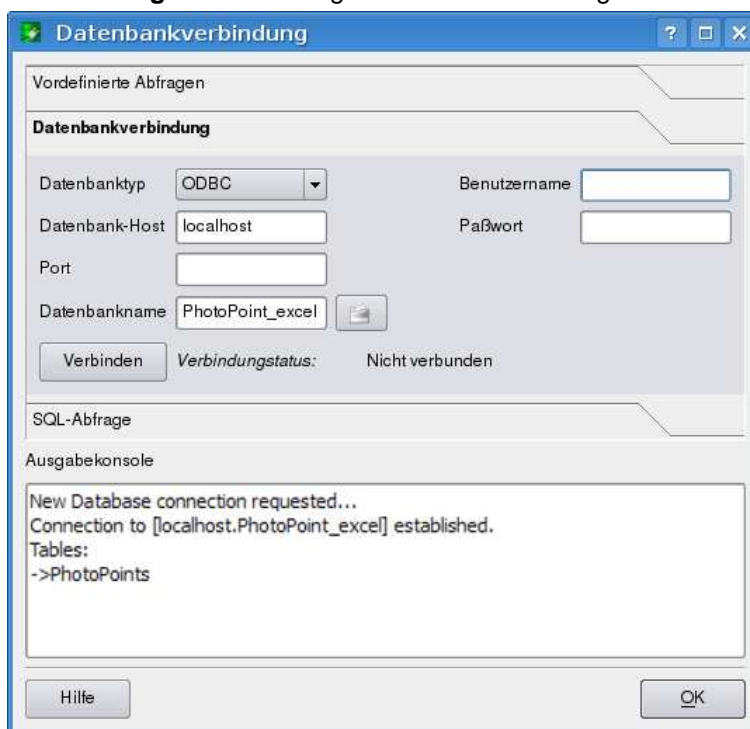 Datenbankverbindung
Vordefinierte Abfragen
Datenbankverbindung
Datenbanktyp ODBC Benutzername
Datenbank-Host localhost Paßwort
Port
Datenbankname PhotoPoint_excel
Verbinden Verbindungstatus: Nicht verbunden
SQL-Abfrage
Ausgabekonsole
New Database connection requested...
Connection to [localhost.PhotoPoint_excel] established.
Tables:
->PhotoPoints
Hilfe OK